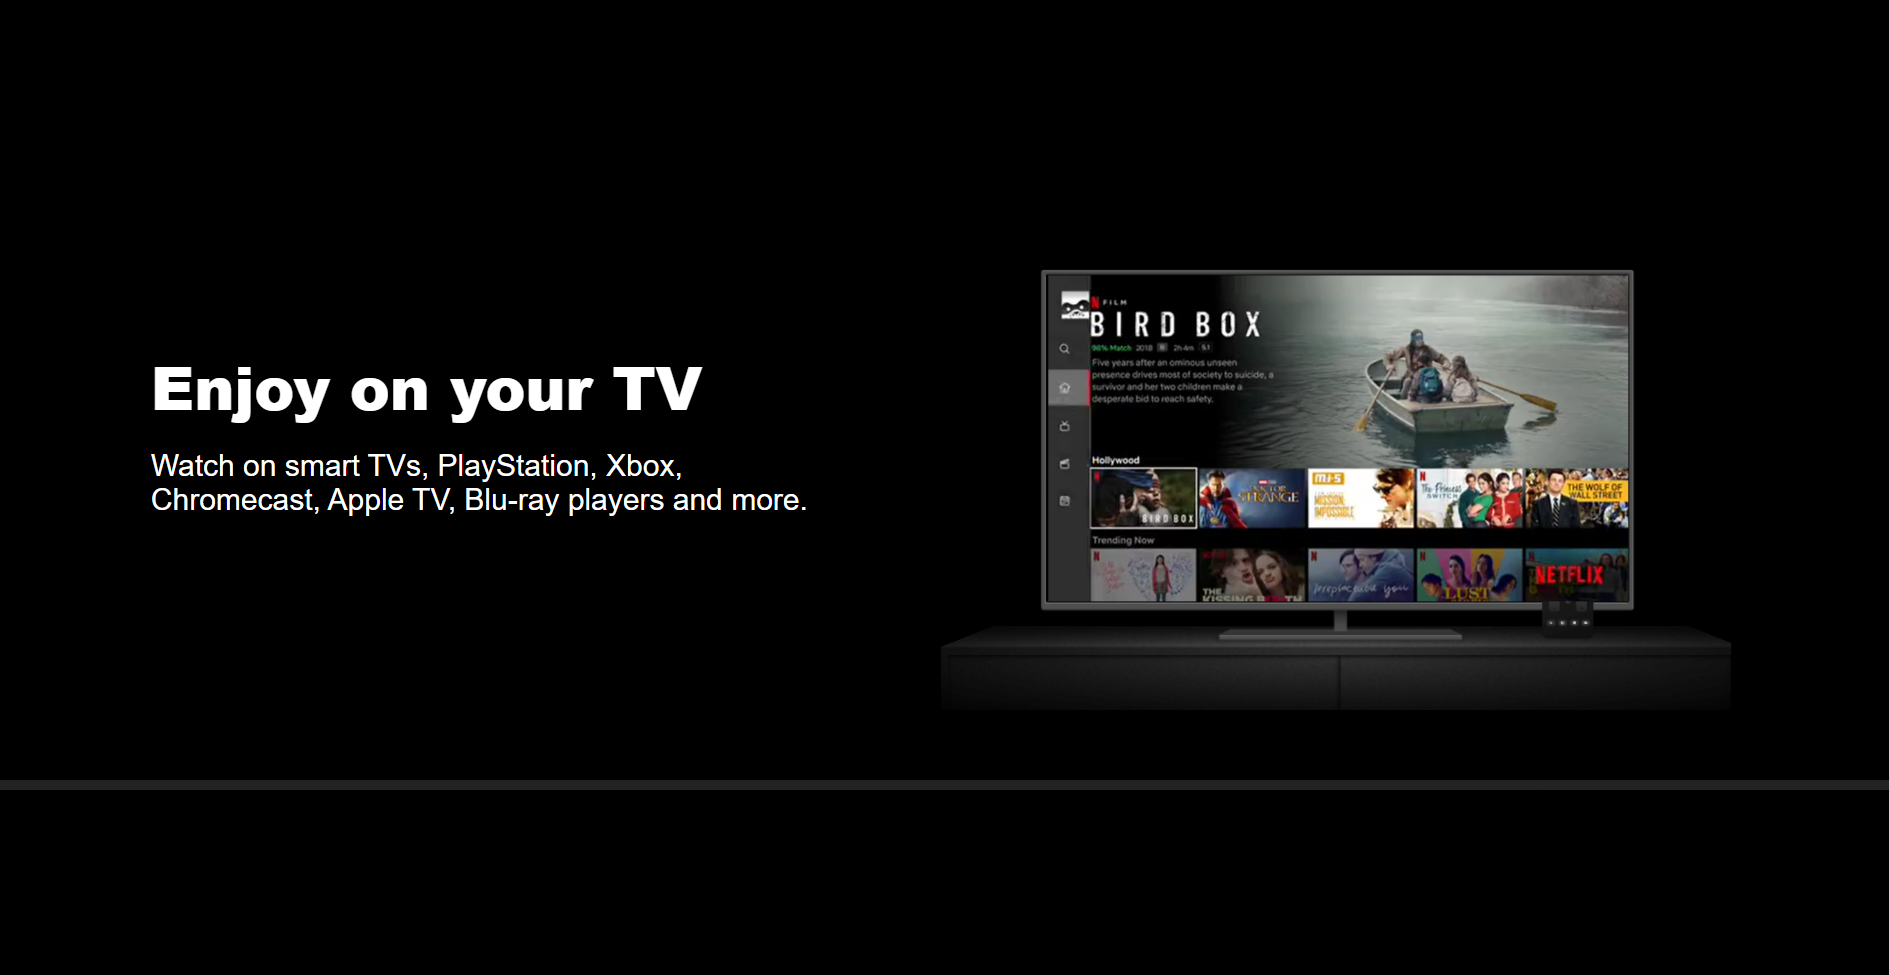 Enjoy on your TV
Watch on smart TVs, PlayStation, Xbox,
Chromecast, Apple TV, Blu-ray players and more.
N FILM
BIRD BOX
98% Match 2018 2h 4m 5.1
Five years after an ominous unseen
presence drives most of society to suicide, a
survivor and her two children make a
desperate bid to reach safety.
Hollywood
BIRD BOX
DOCTOR
STRANGE
M:I-5
MISSION
IMPOSSIBLE
The Princess
SWITCH
THE WOLF OF
WALL STREET
Trending Now
THE
KISSING BOOTH
irreplaceable you
LUST
NETFLIX